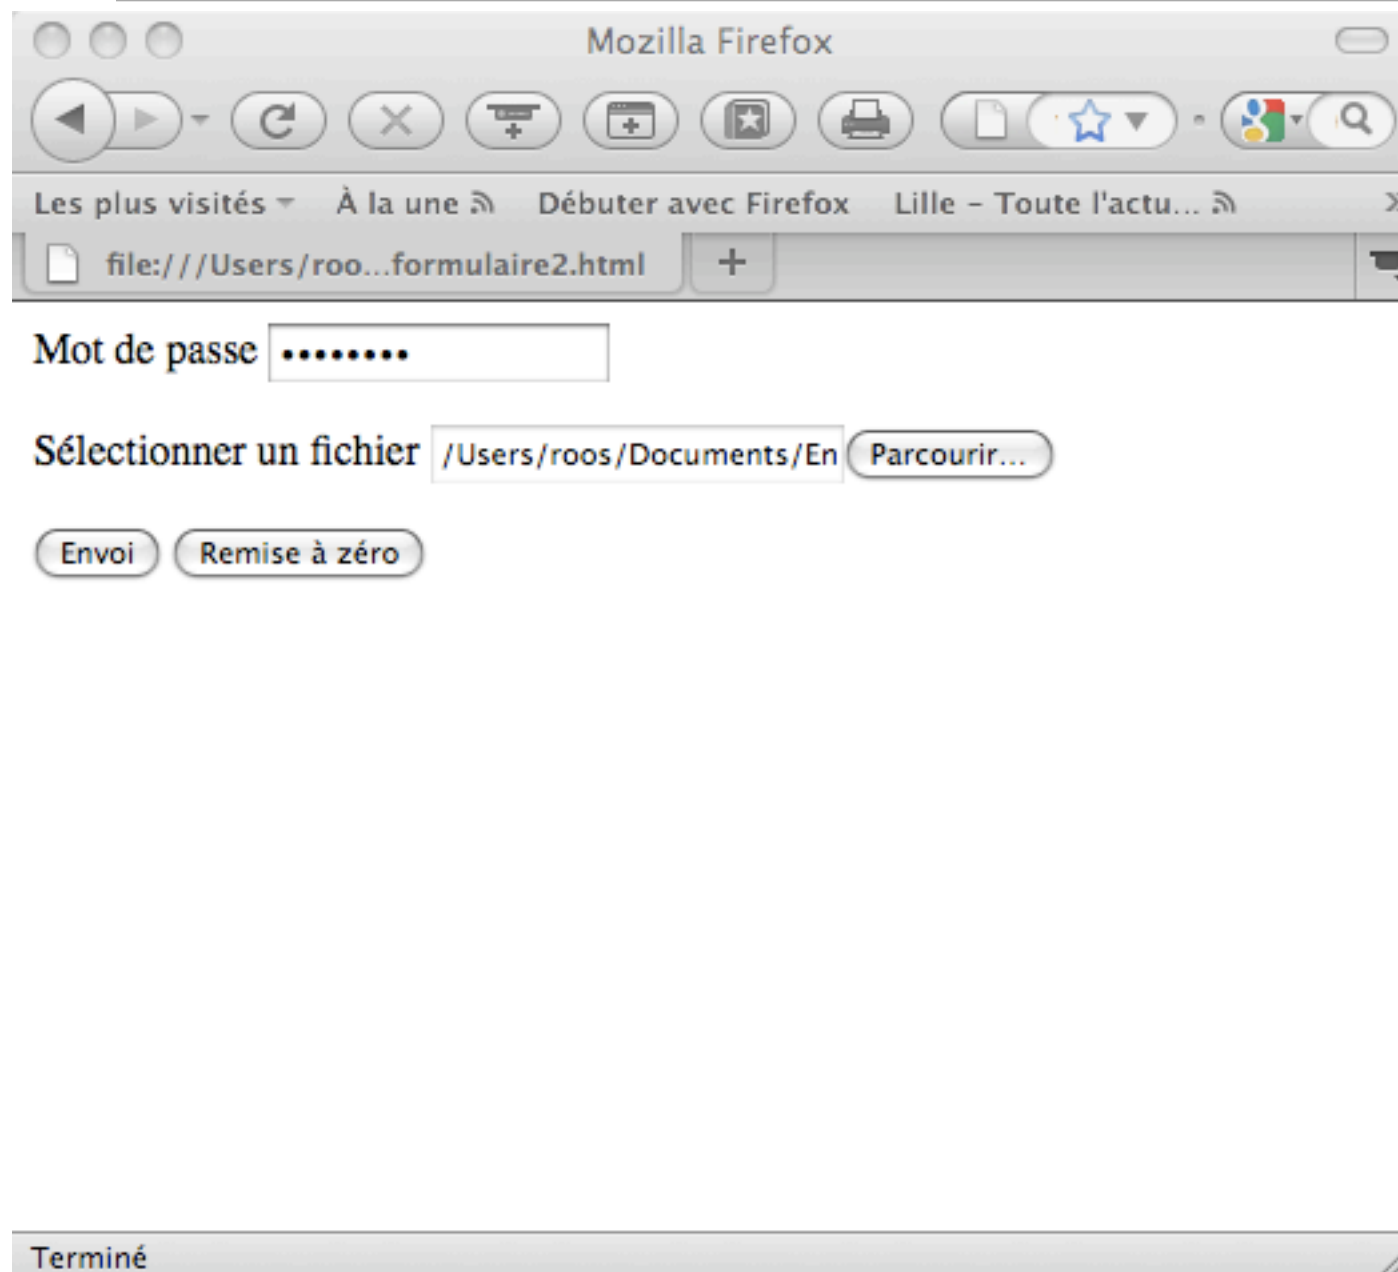 Mozilla Firefox
Les plus visités À la une Débuter avec Firefox Lille – Toute l'actu...
file:///Users/roo...formulaire2.html
Mot de passe ••••••••
Sélectionner un fichier /Users/roos/Documents/En Parcourir...
Envoi Remise à zéro
Terminé